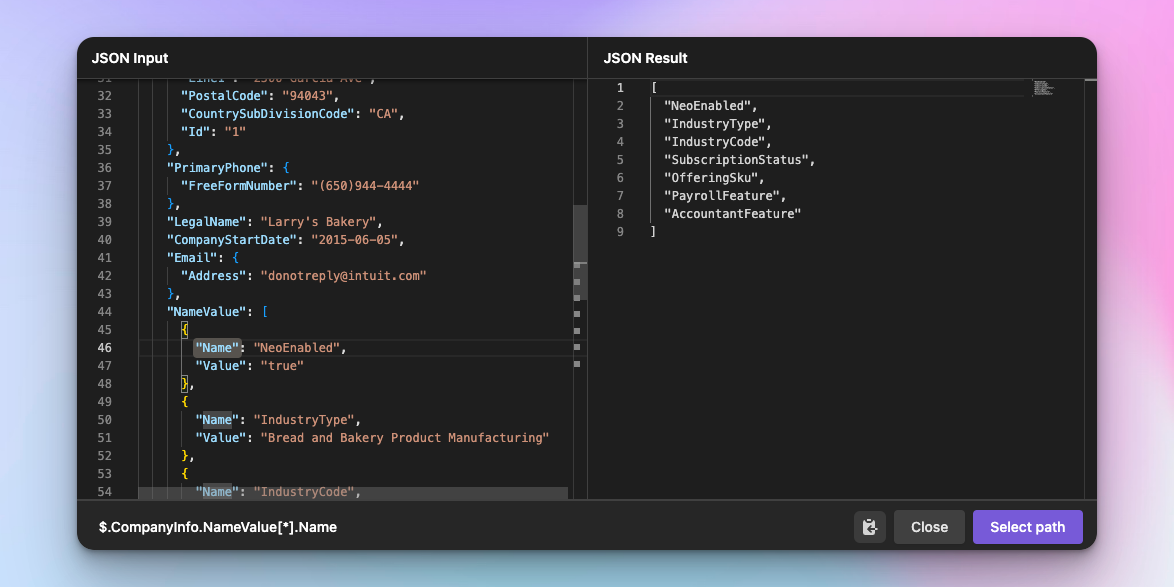 JSON Input
31 "Line1": "2500 Garcia Ave",
32 "PostalCode": "94043",
33 "CountrySubDivisionCode": "CA",
34 "Id": "1"
35 },
36 "PrimaryPhone": {
37 "FreeFormNumber": "(650)944-4444"
38 },
39 "LegalName": "Larry's Bakery",
40 "CompanyStartDate": "2015-06-05",
41 "Email": {
42 "Address": "donotreply@intuit.com"
43 },
44 "NameValue": [
45 {
46 "Name": "NeoEnabled",
47 "Value": "true"
48 },
49 {
50 "Name": "IndustryType",
51 "Value": "Bread and Bakery Product Manufacturing"
52 },
53 {
54 "Name": "IndustryCode",
JSON Result
1 [
2 "NeoEnabled",
3 "IndustryType",
4 "IndustryCode",
5 "SubscriptionStatus",
6 "OfferingSku",
7 "PayrollFeature",
8 "AccountantFeature"
9 ]
$.CompanyInfo.NameValue[*].Name
Close
Select path